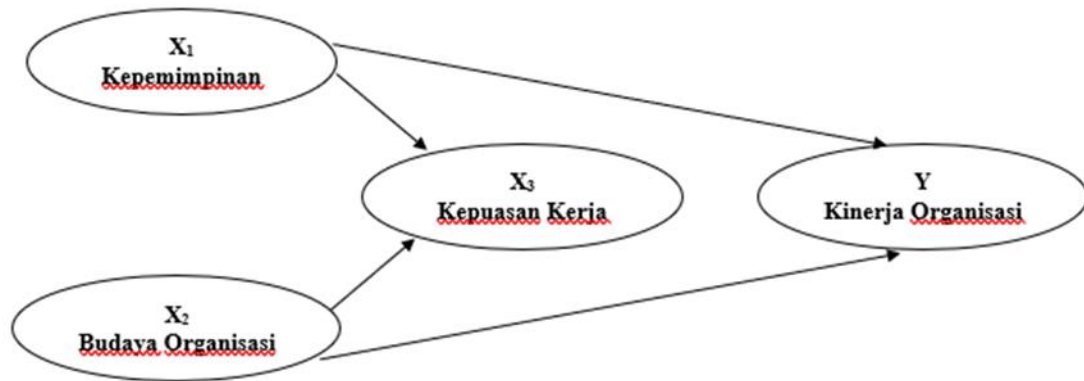 X₁
Kepemimpinan
X₃
Kepuasan Kerja
Y
Kinerja Organisasi
X₂
Budaya Organisasi